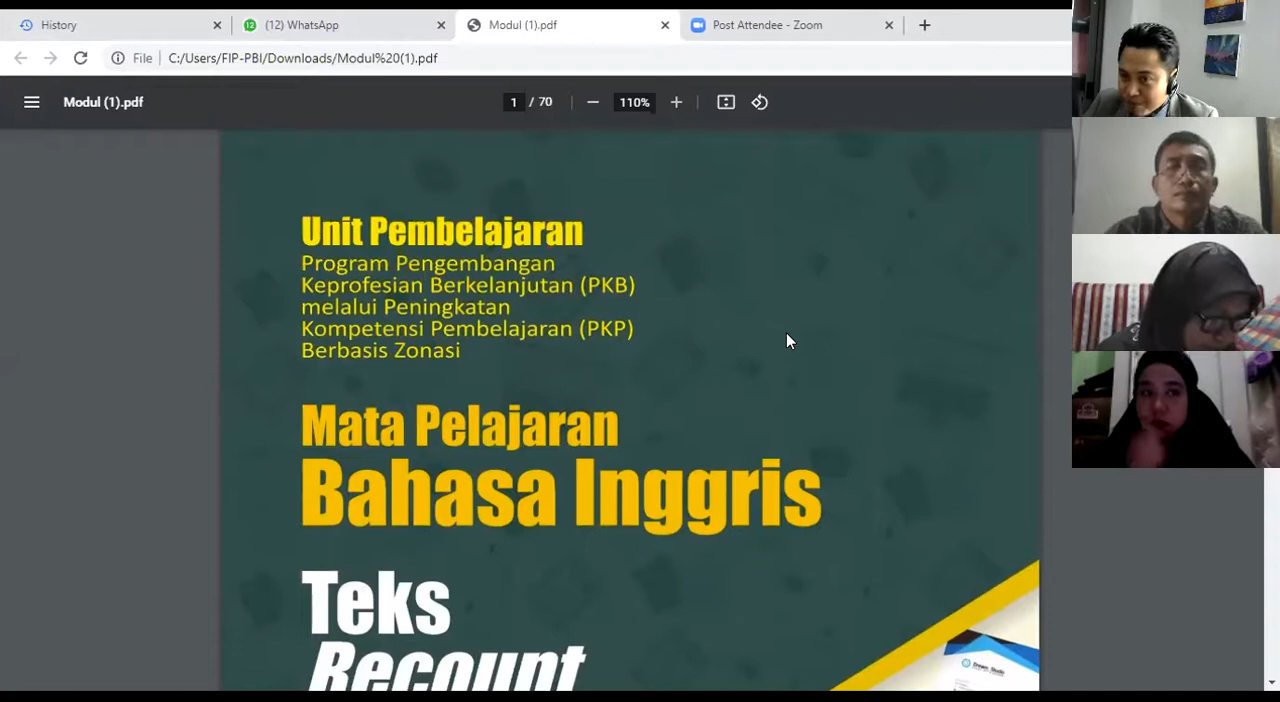 History
(12) WhatsApp
Modul (1).pdf
Post Attendee - Zoom
File
C:/Users/FIP-PBI/Downloads/Modul%20(1).pdf
Modul (1).pdf
1 / 70
110%
Unit Pembelajaran
Program Pengembangan
Keprofesian Berkelanjutan (PKB)
melalui Peningkatan
Kompetensi Pembelajaran (PKP)
Berbasis Zonasi
Mata Pelajaran
Bahasa Inggris
Teks
Recount
Dream Studio